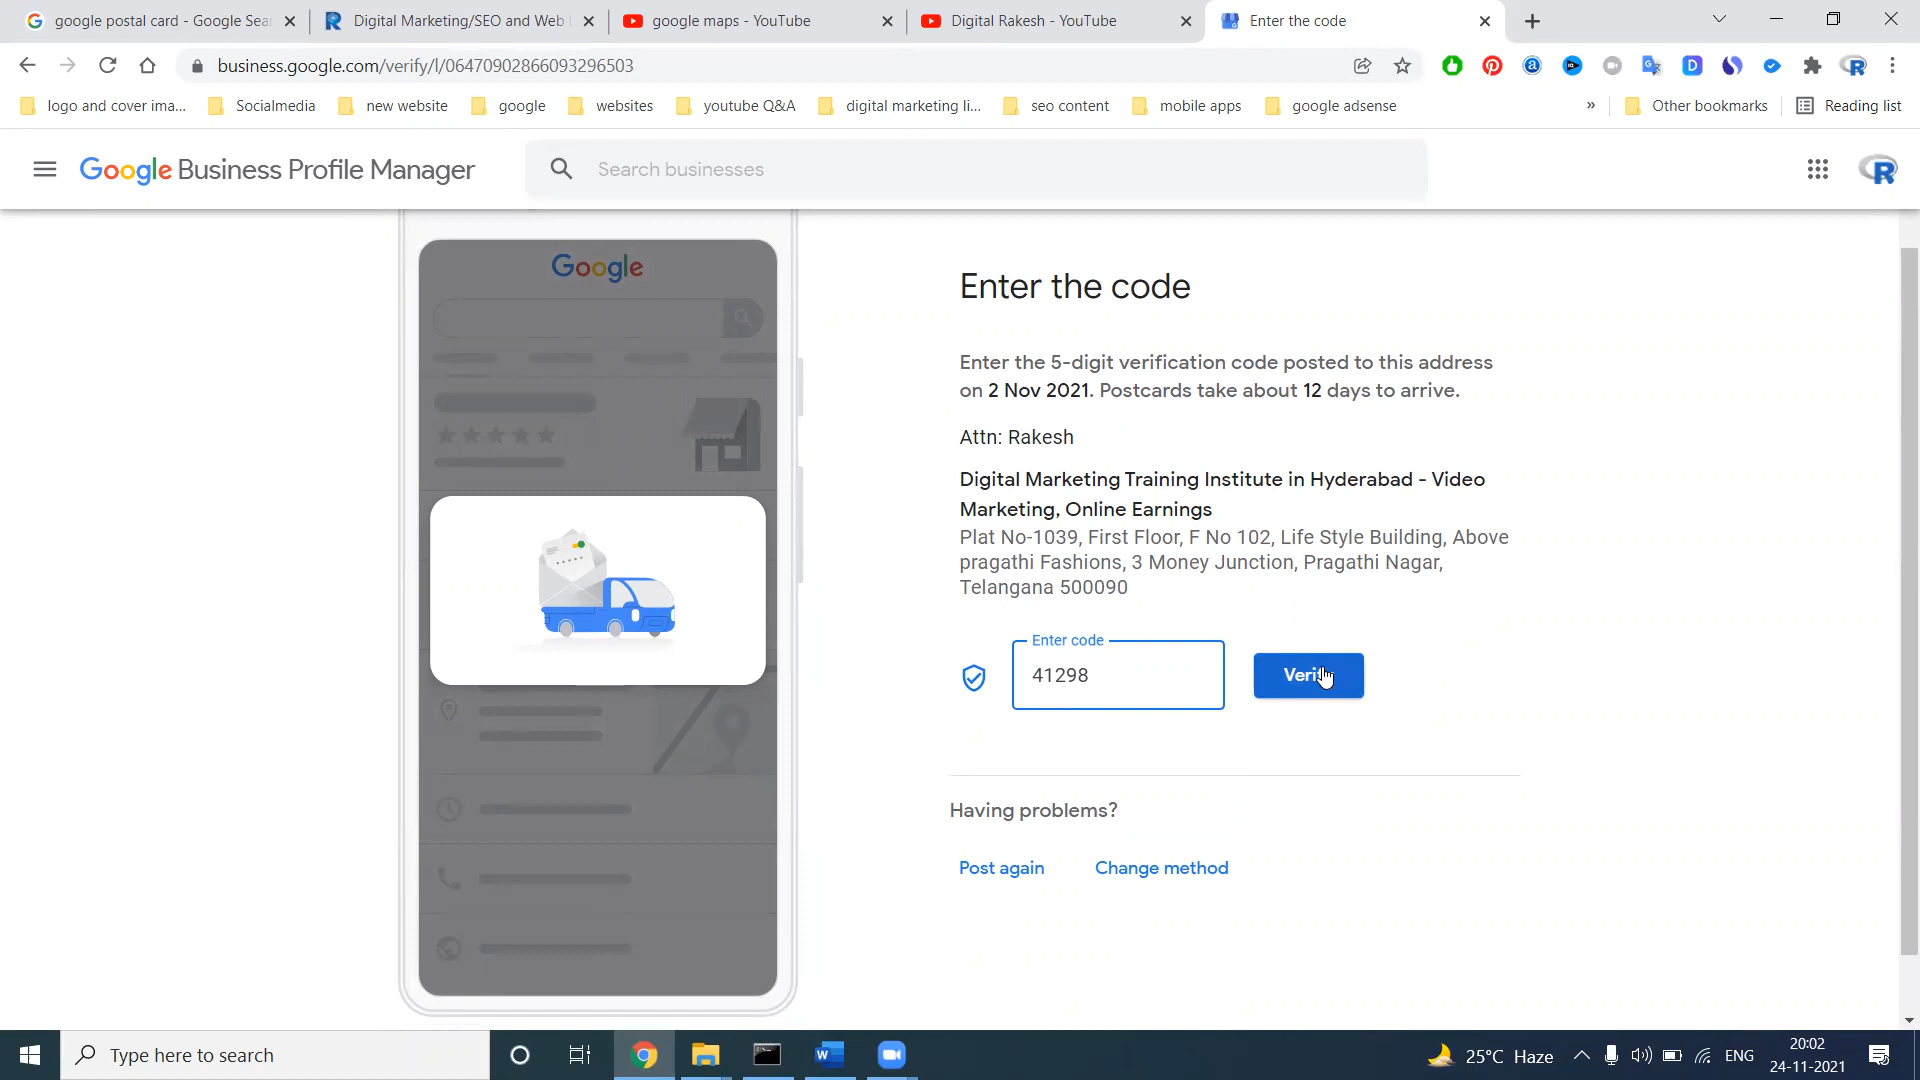 google postal card - Google Sear
Digital Marketing/SEO and Web
google maps - YouTube
Digital Rakesh - YouTube
Enter the code
business.google.com/verify/l/06470902866093296503
logo and cover ima...
Socialmedia
new website
google
websites
youtube Q&A
digital marketing li...
seo content
mobile apps
google adsense
»
Other bookmarks
Reading list
Google Business Profile Manager
Search businesses
Google
Enter the code
Enter the 5-digit verification code posted to this address
on 2 Nov 2021. Postcards take about 12 days to arrive.
Attn: Rakesh
Digital Marketing Training Institute in Hyderabad - Video
Marketing, Online Earnings
Plat No-1039, First Floor, F No 102, Life Style Building, Above
pragathi Fashions, 3 Money Junction, Pragathi Nagar,
Telangana 500090
Enter code
41298
Verify
Having problems?
Post again
Change method
Type here to search
25°C Haze
ENG
20:02
24-11-2021